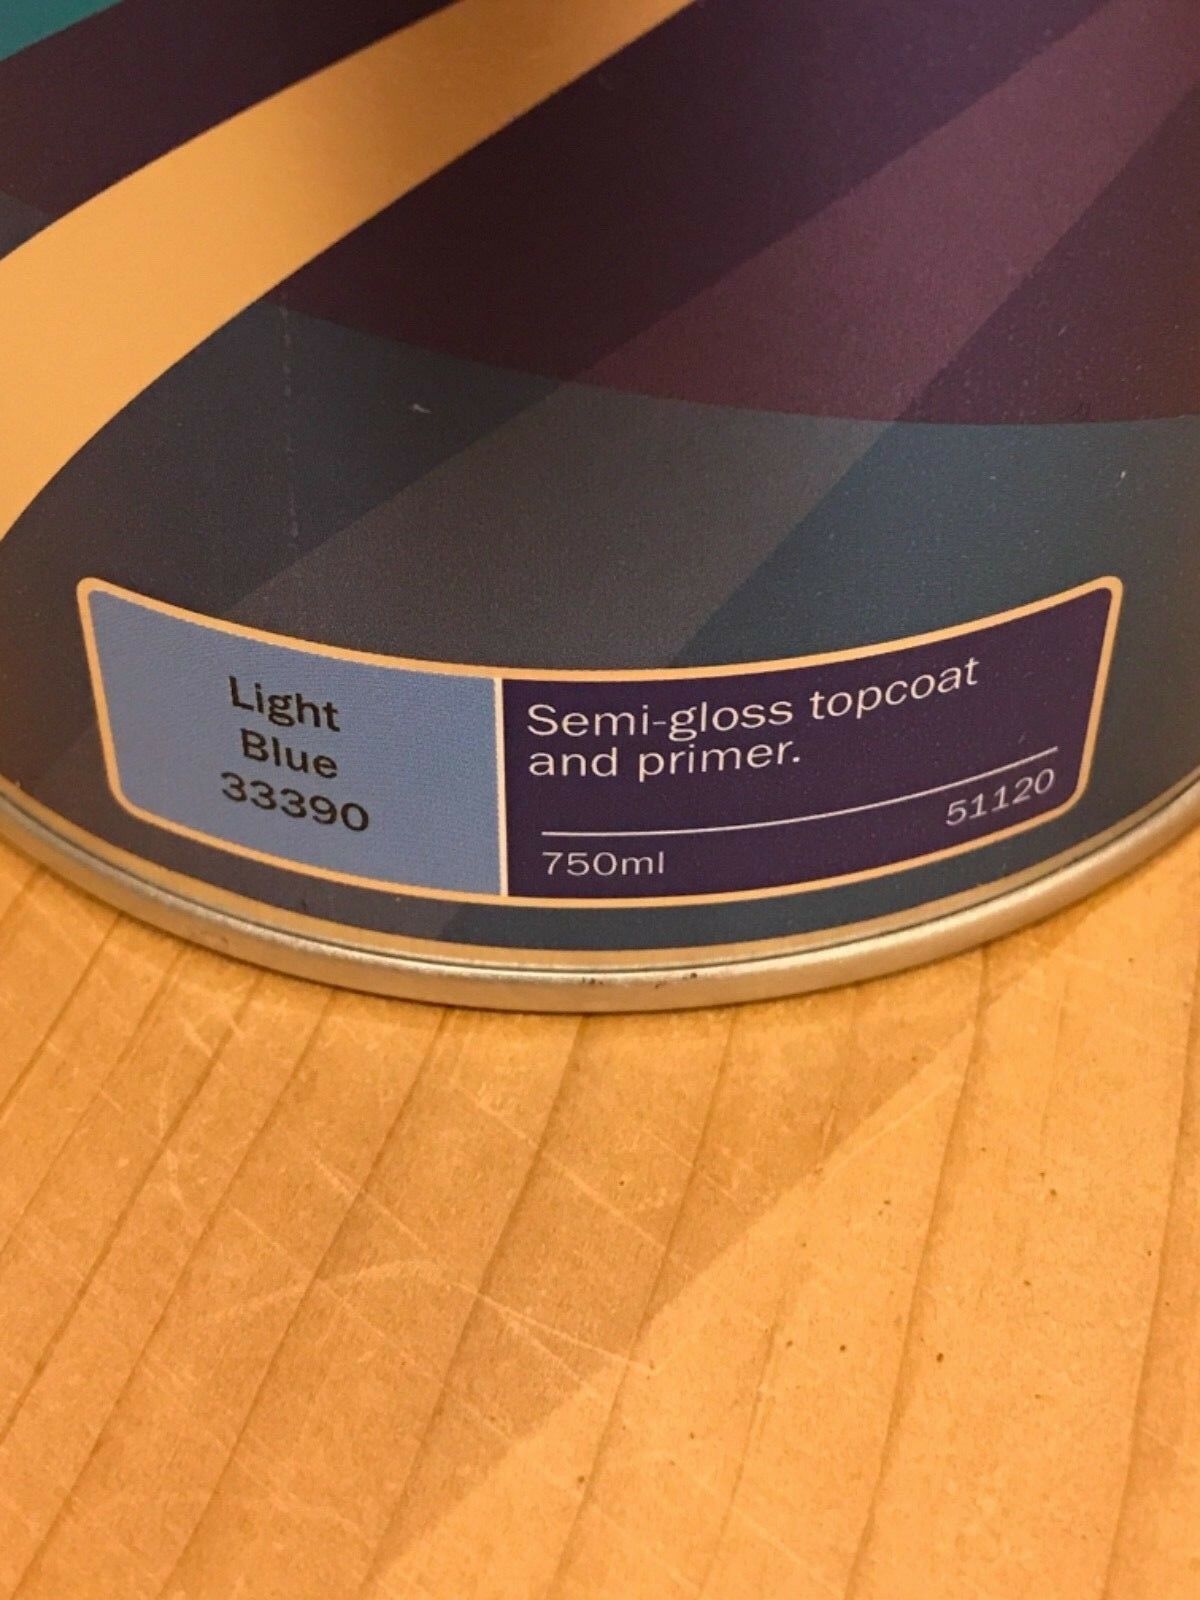 Light
Blue
33390
Semi-gloss topcoat
and primer.
51120
750ml